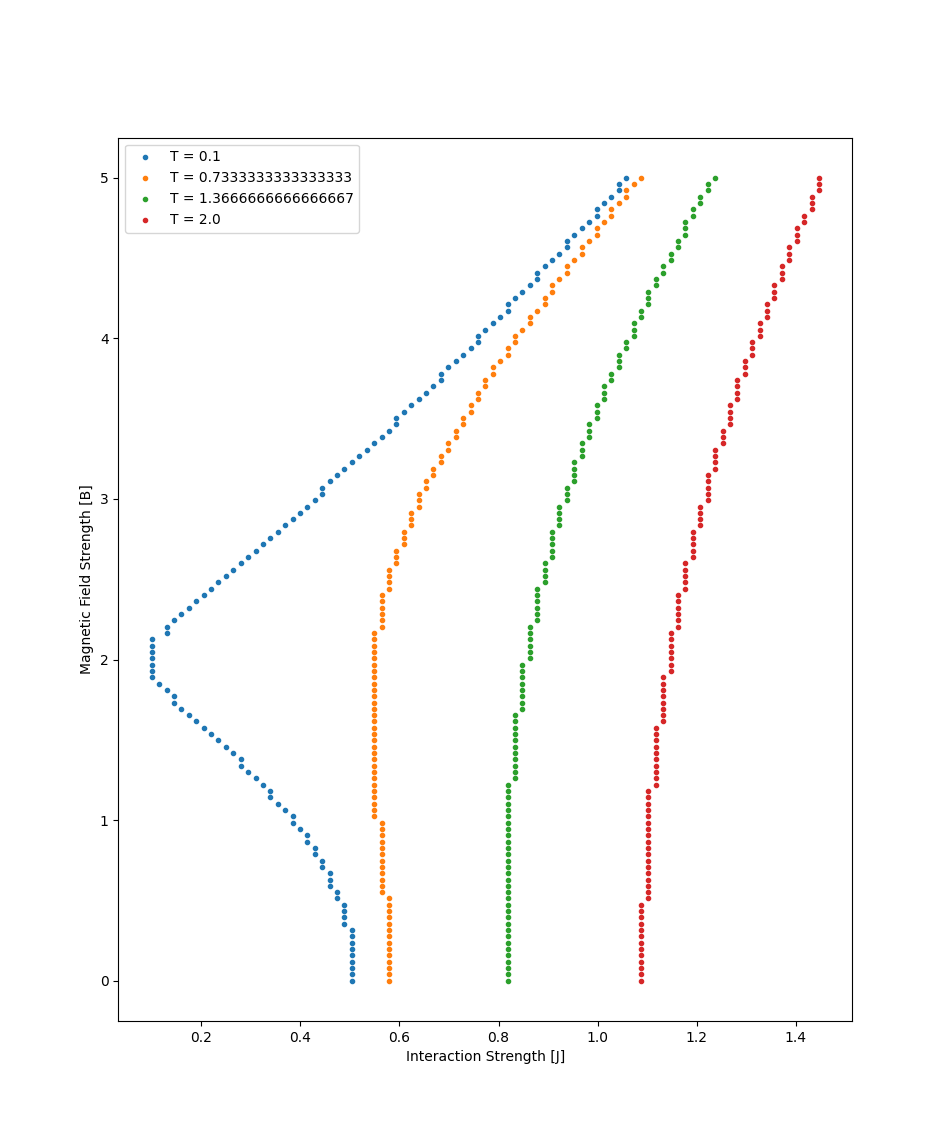 T = 0.1
T = 0.7333333333333333
T = 1.3666666666666667
T = 2.0
5
4
3
2
1
0
Magnetic Field Strength [B]
0.2 0.4 0.6 0.8 1.0 1.2 1.4
Interaction Strength [J]